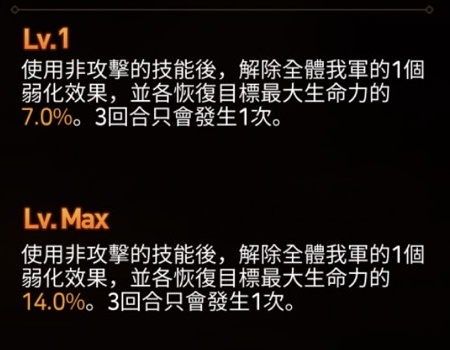 Lv.1
使用非攻擊的技能後，解除全體我軍的1個
弱化效果，並各恢復目標最大生命力的
7.0%。3回合只會發生1次。
Lv. Max
使用非攻擊的技能後，解除全體我軍的1個
弱化效果，並各恢復目標最大生命力的
14.0%。3回合只會發生1次。